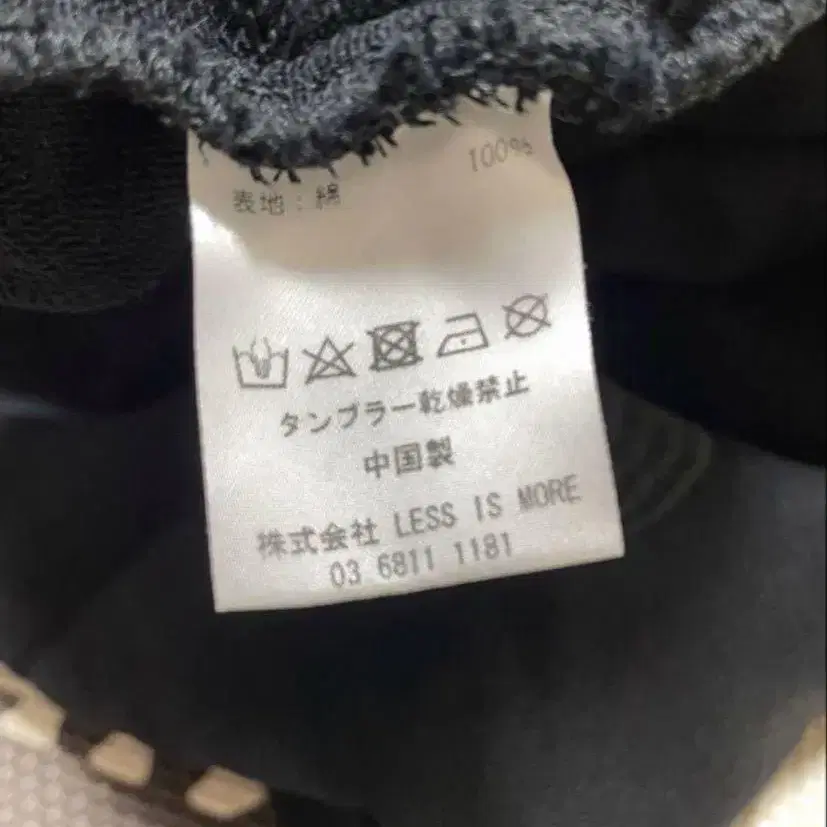 表地：綿 100%
タンブラー乾燥禁止
中国製
株式会社 LESS IS MORE
03 6811 1181